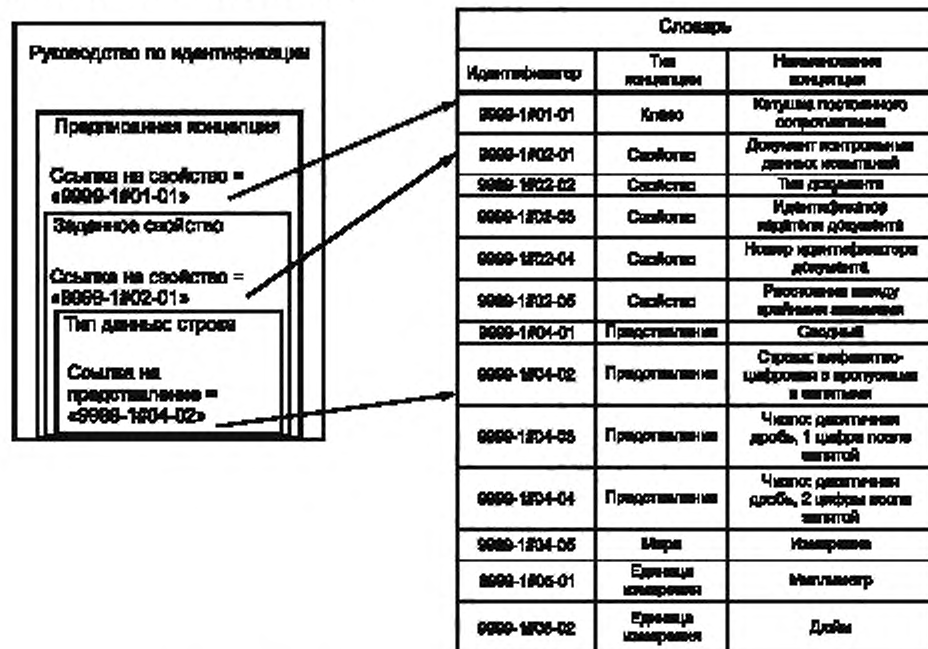 Руководство по идентификации
Предписанная концепция
Ссылка на свойство =
«9999-1#01-01»
Заданное свойство
Ссылка на свойство =
«9999-1#02-01»
Тип данных: строка
Ссылка на
представление =
«9999-1#04-02»
Словарь
Идентификатор
Тип
концепции
Наименование
концепции
9999-1#01-01
Класс
Катушка постоянного
сопротивления
9999-1#02-01
Свойство
Документ контрольных
данных испытаний
9999-1#02-02
Свойство
Тип документа
9999-1#02-03
Свойство
Идентификатор
издателя документа
9999-1#02-04
Свойство
Номер идентификатора
документа
9999-1#02-05
Свойство
Расстояние между
крайними
9999-1#04-01
Представление
Сводный
9999-1#04-02
Представление
Строка: алфавитно-
цифровая с пропусками
и запятыми
9999-1#04-03
Представление
Число: десятичная
дробь, 1 цифра после
запятой
9999-1#04-04
Представление
Число: десятичная
дробь, 2 цифры после
запятой
9999-1#04-05
Мера
Измерение
9999-1#05-01
Единица
измерения
Миллиметр
9999-1#05-02
Единица
измерения
Дюйм